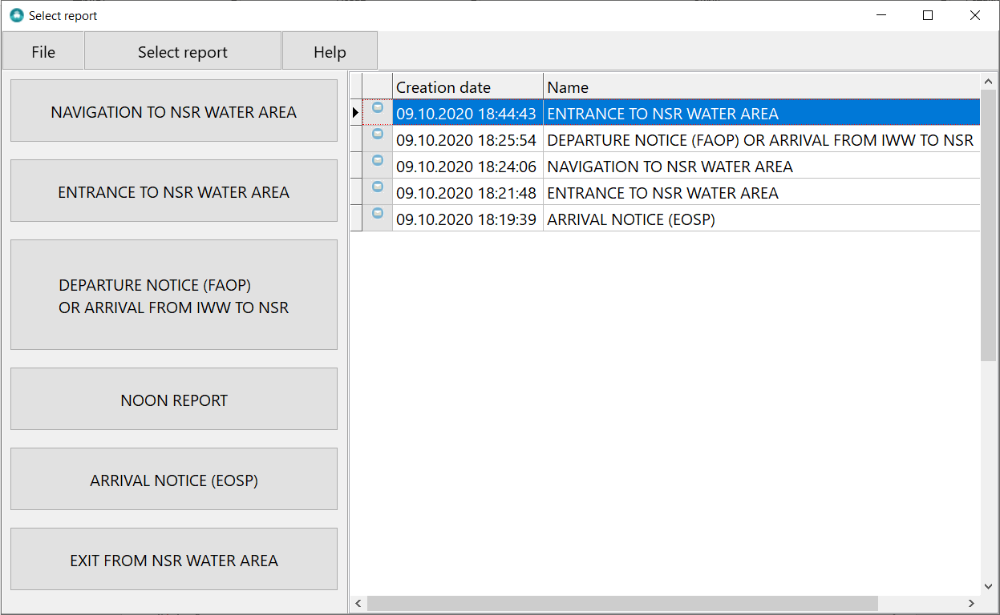 Select report
File Select report Help
NAVIGATION TO NSR WATER AREA
ENTRANCE TO NSR WATER AREA
DEPARTURE NOTICE (FAOP)
OR ARRIVAL FROM IWW TO NSR
NOON REPORT
ARRIVAL NOTICE (EOSP)
EXIT FROM NSR WATER AREA
Creation date Name
09.10.2020 18:44:43 ENTRANCE TO NSR WATER AREA
09.10.2020 18:25:54 DEPARTURE NOTICE (FAOP) OR ARRIVAL FROM IWW TO NSR
09.10.2020 18:24:06 NAVIGATION TO NSR WATER AREA
09.10.2020 18:21:48 ENTRANCE TO NSR WATER AREA
09.10.2020 18:19:39 ARRIVAL NOTICE (EOSP)